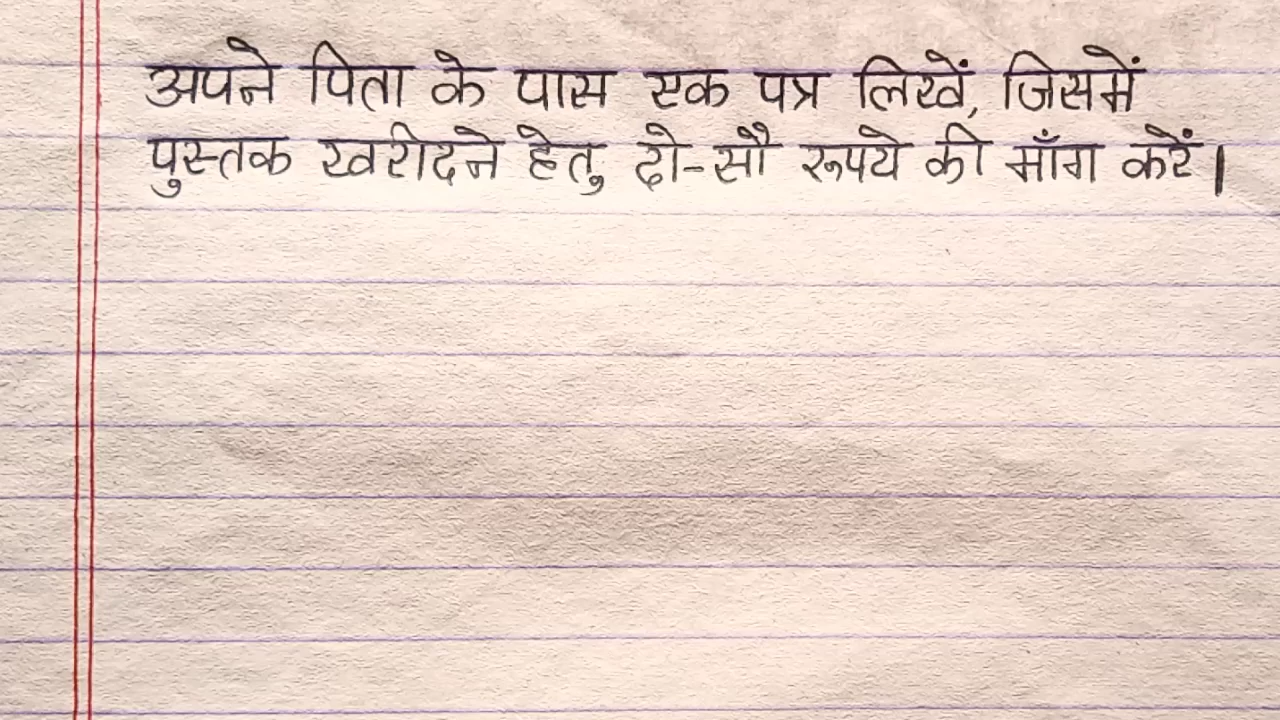 अपने पिता के पास एक पत्र लिखें, जिसमें
पुस्तक खरीदने हेतु दो-सौ रूपये की माँग करें।